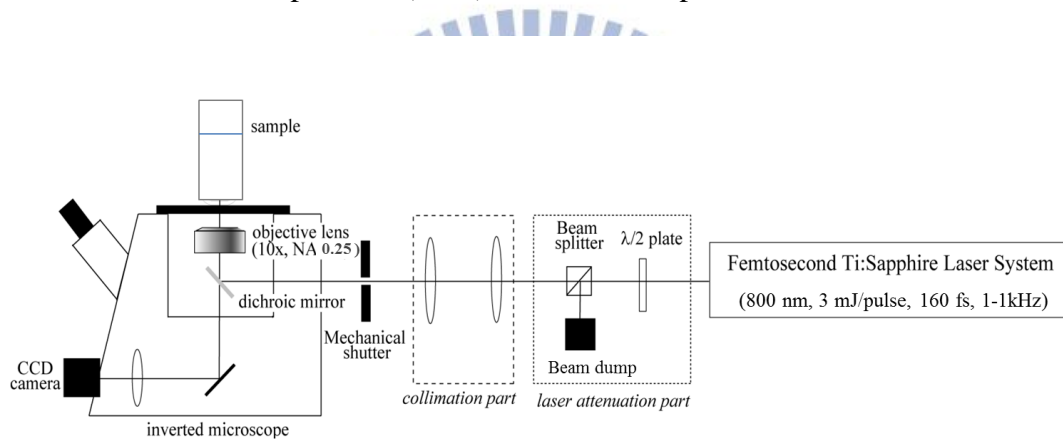 sample
objective lens
(10x, NA 0.25)
dichroic mirror
Mechanical
shutter
CCD
camera
inverted microscope
collimation part
Beam
splitter
λ/2 plate
Beam dump
laser attenuation part
Femtosecond Ti:Sapphire Laser System
(800 nm, 3 mJ/pulse, 160 fs, 1-1kHz)